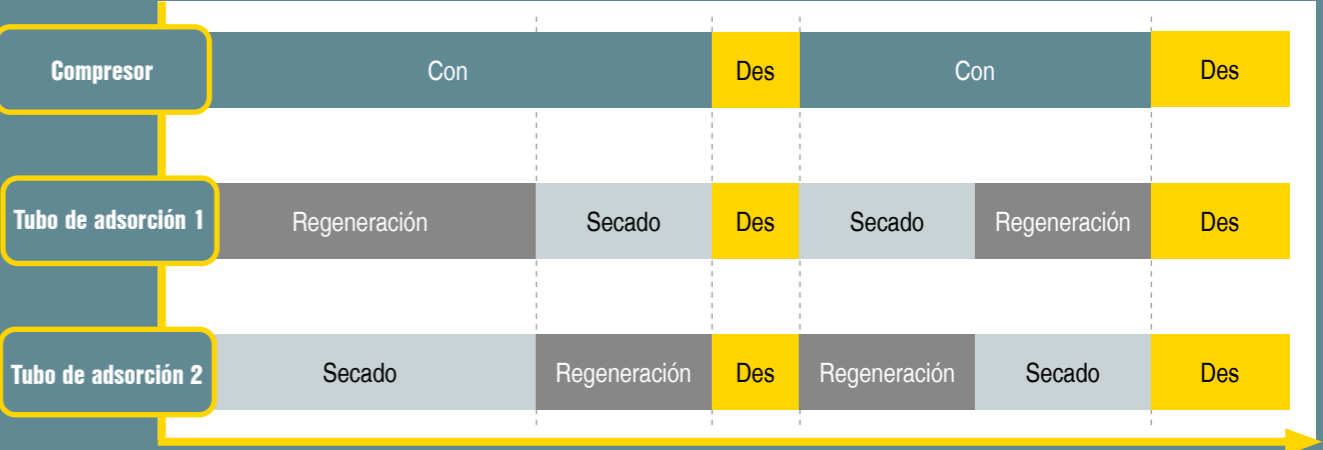 Compresor
Con
Des
Con
Des
Tubo de adsorción 1
Regeneración
Secado
Des
Secado
Regeneración
Des
Tubo de adsorción 2
Secado
Regeneración
Des
Regeneración
Secado
Des